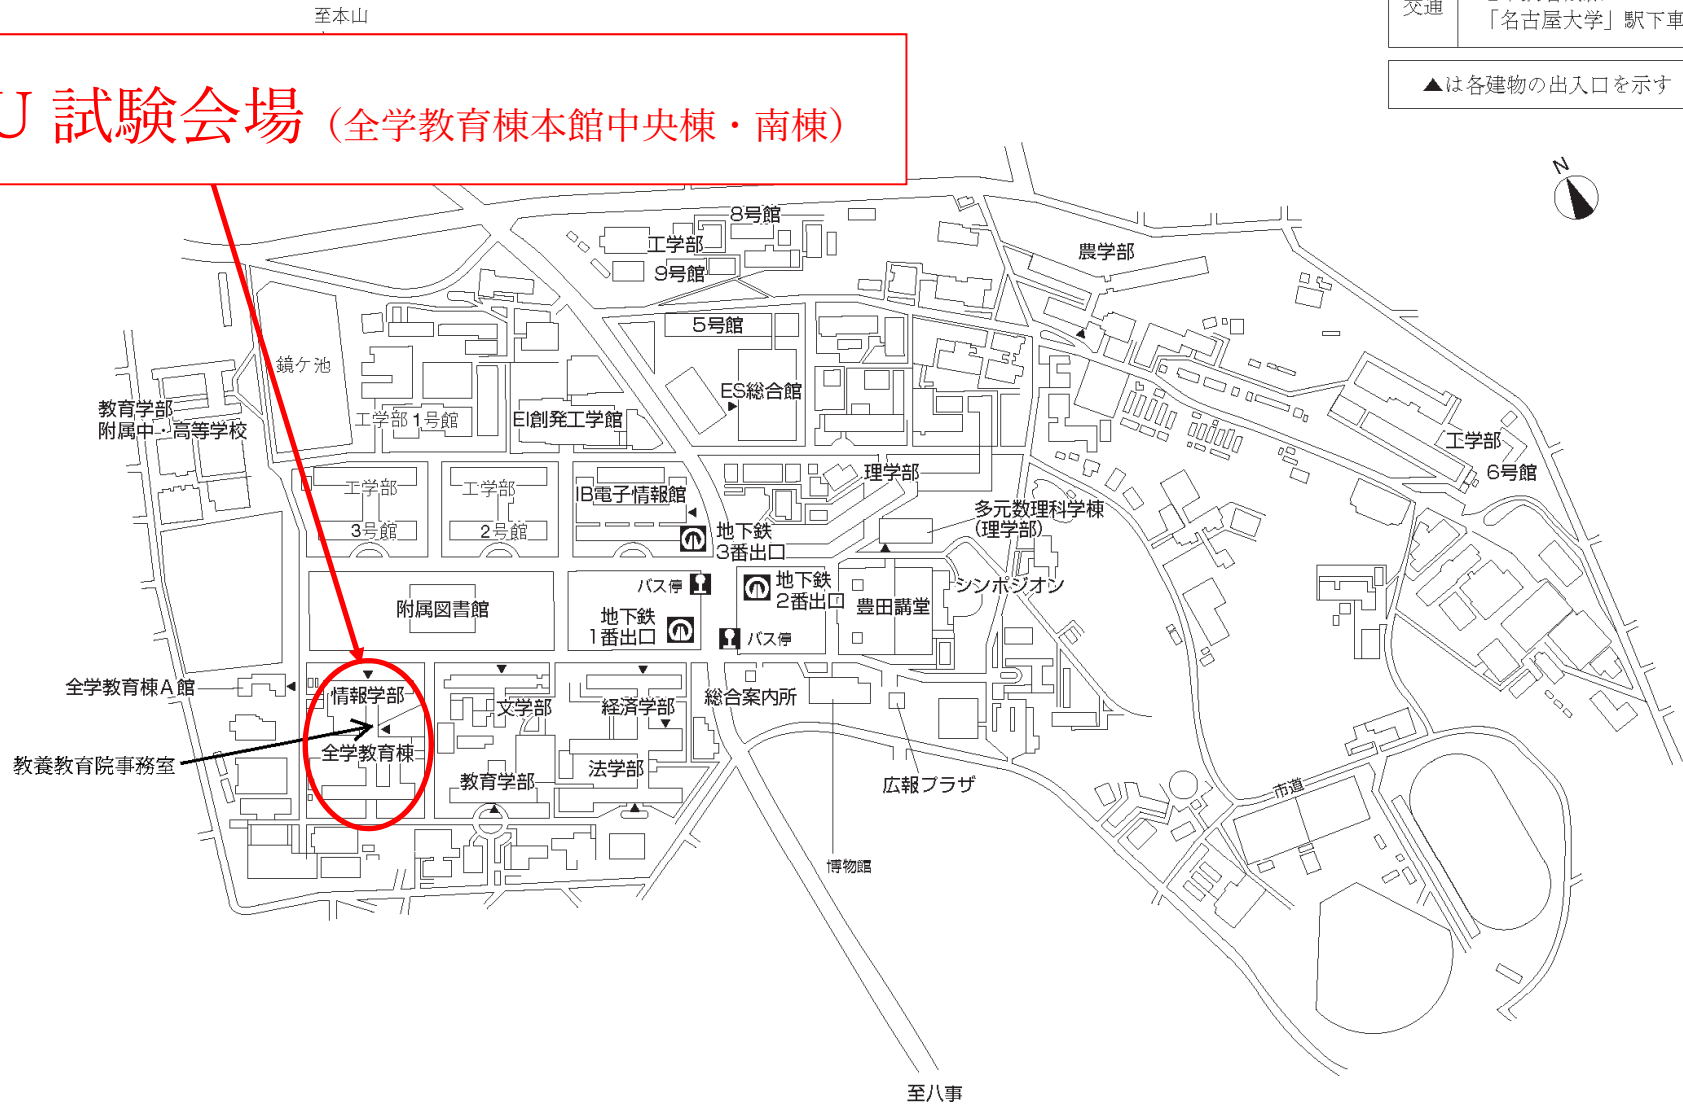 至本山
交通
「名古屋大学」駅下車
▲は各建物の出入口を示す
U 試験会場（全学教育棟本館中央棟・南棟）
N
8号館
工学部
9号館
農学部
5号館
鏡ケ池
ES総合館
教育学部
附属中・高等学校
工学部1号館
EI創発工学館
工学部
6号館
理学部
工学部
3号館
工学部
2号館
IB電子情報館
多元数理科学棟
(理学部)
地下鉄
3番出口
バス停
地下鉄
2番出口
シンポジオン
附属図書館
地下鉄
1番出口
豊田講堂
バス停
全学教育棟A館
情報学部
文学部
経済学部
総合案内所
教養教育院事務室
全学教育棟
教育学部
法学部
広報プラザ
市道
博物館
至八事